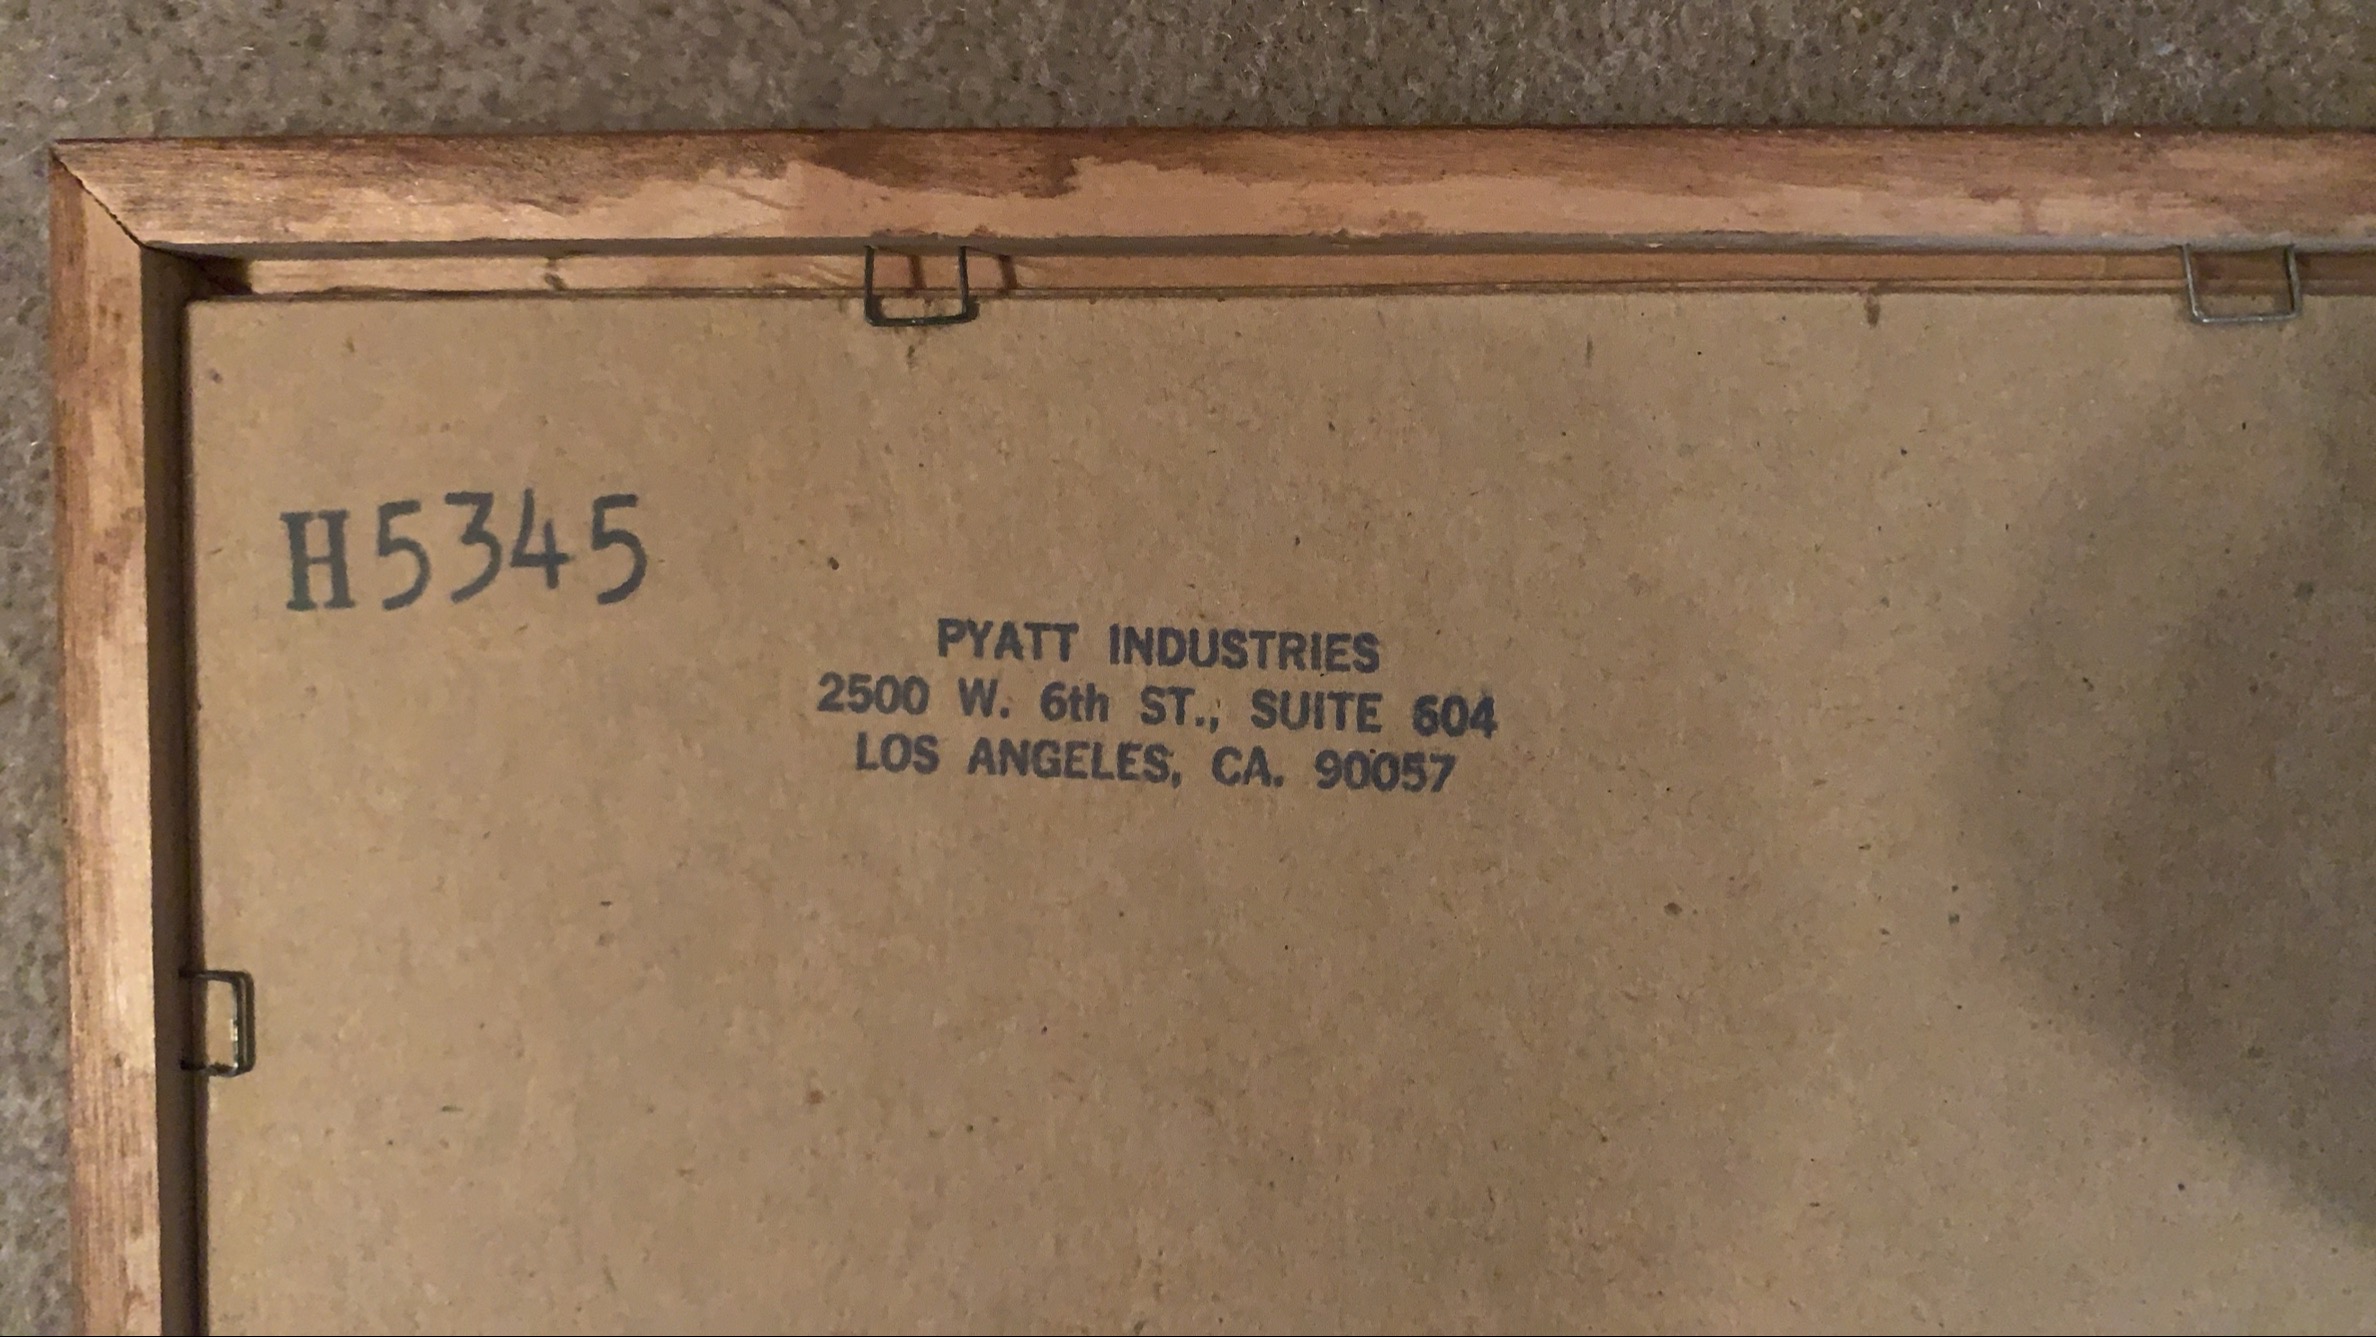 H5345
PYATT INDUSTRIES
2500 W. 6th ST., SUITE 604
LOS ANGELES, CA. 90057